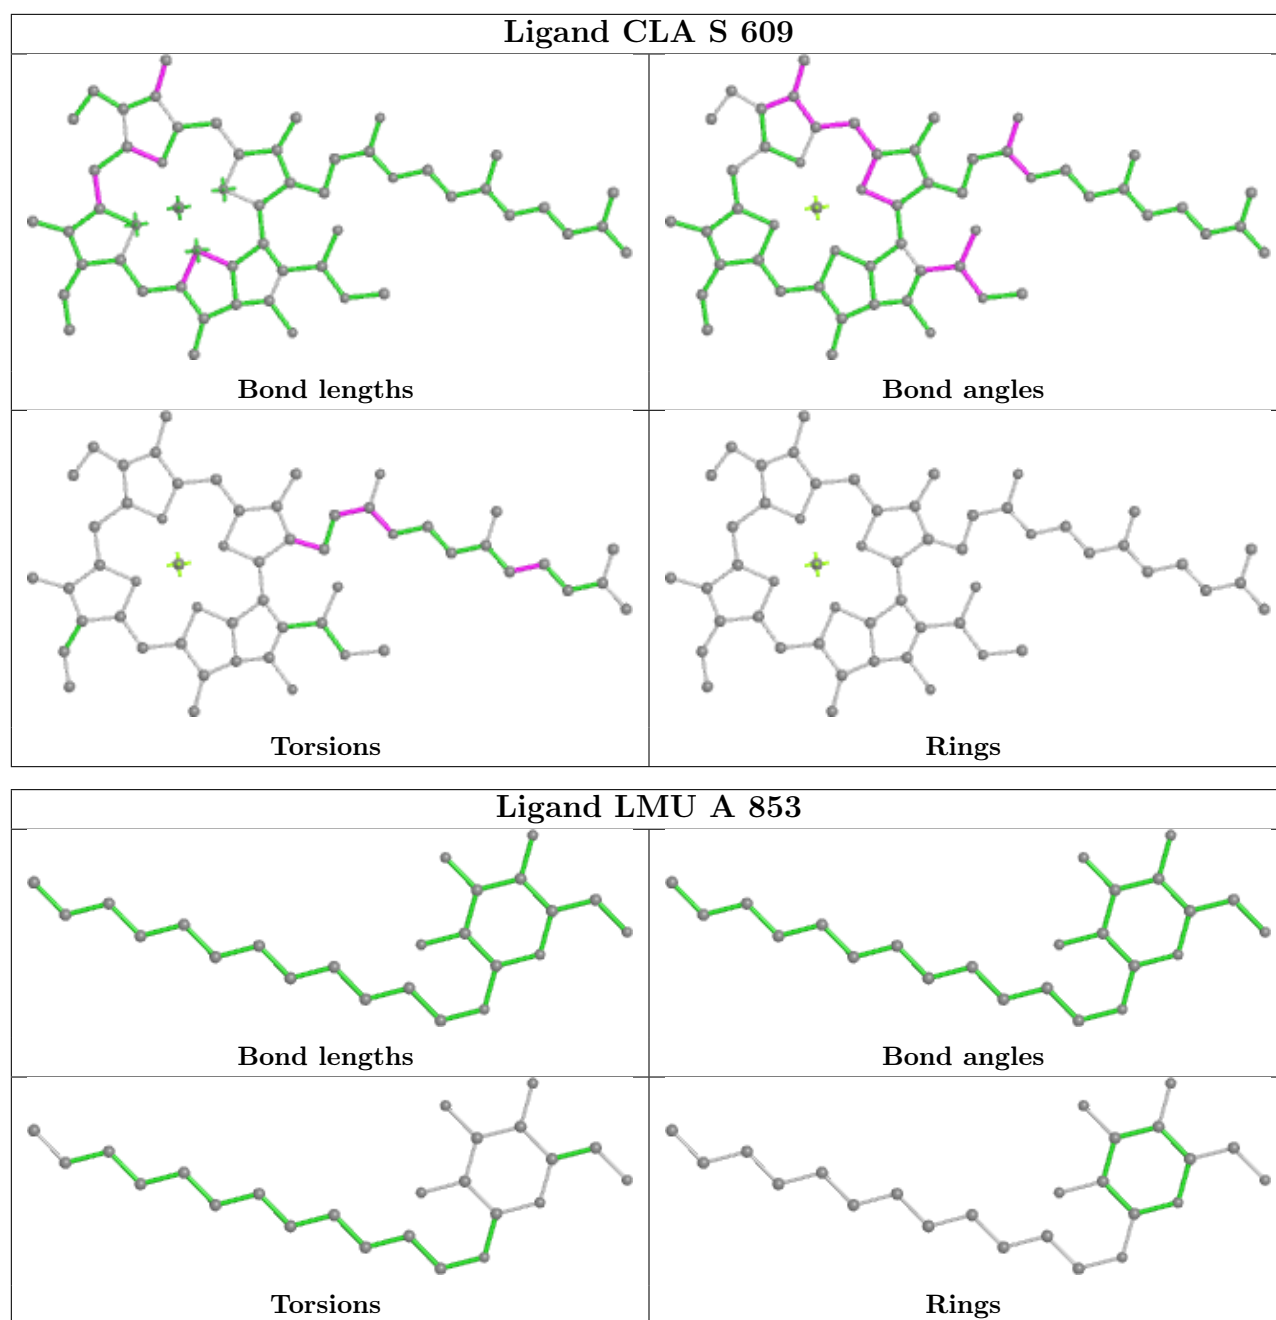 Ligand CLA S 609
Bond lengths
Bond angles
Torsions
Rings
Ligand LMU A 853
Bond lengths
Bond angles
Torsions
Rings